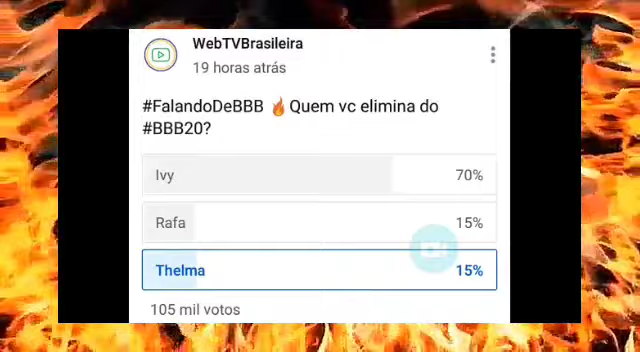 WebTVBrasileira
19 horas atrás
#FalandoDeBBB 🔥Quem vc elimina do
#BBB20?
Ivy 70%
Rafa 15%
Thelma 15%
105 mil votos